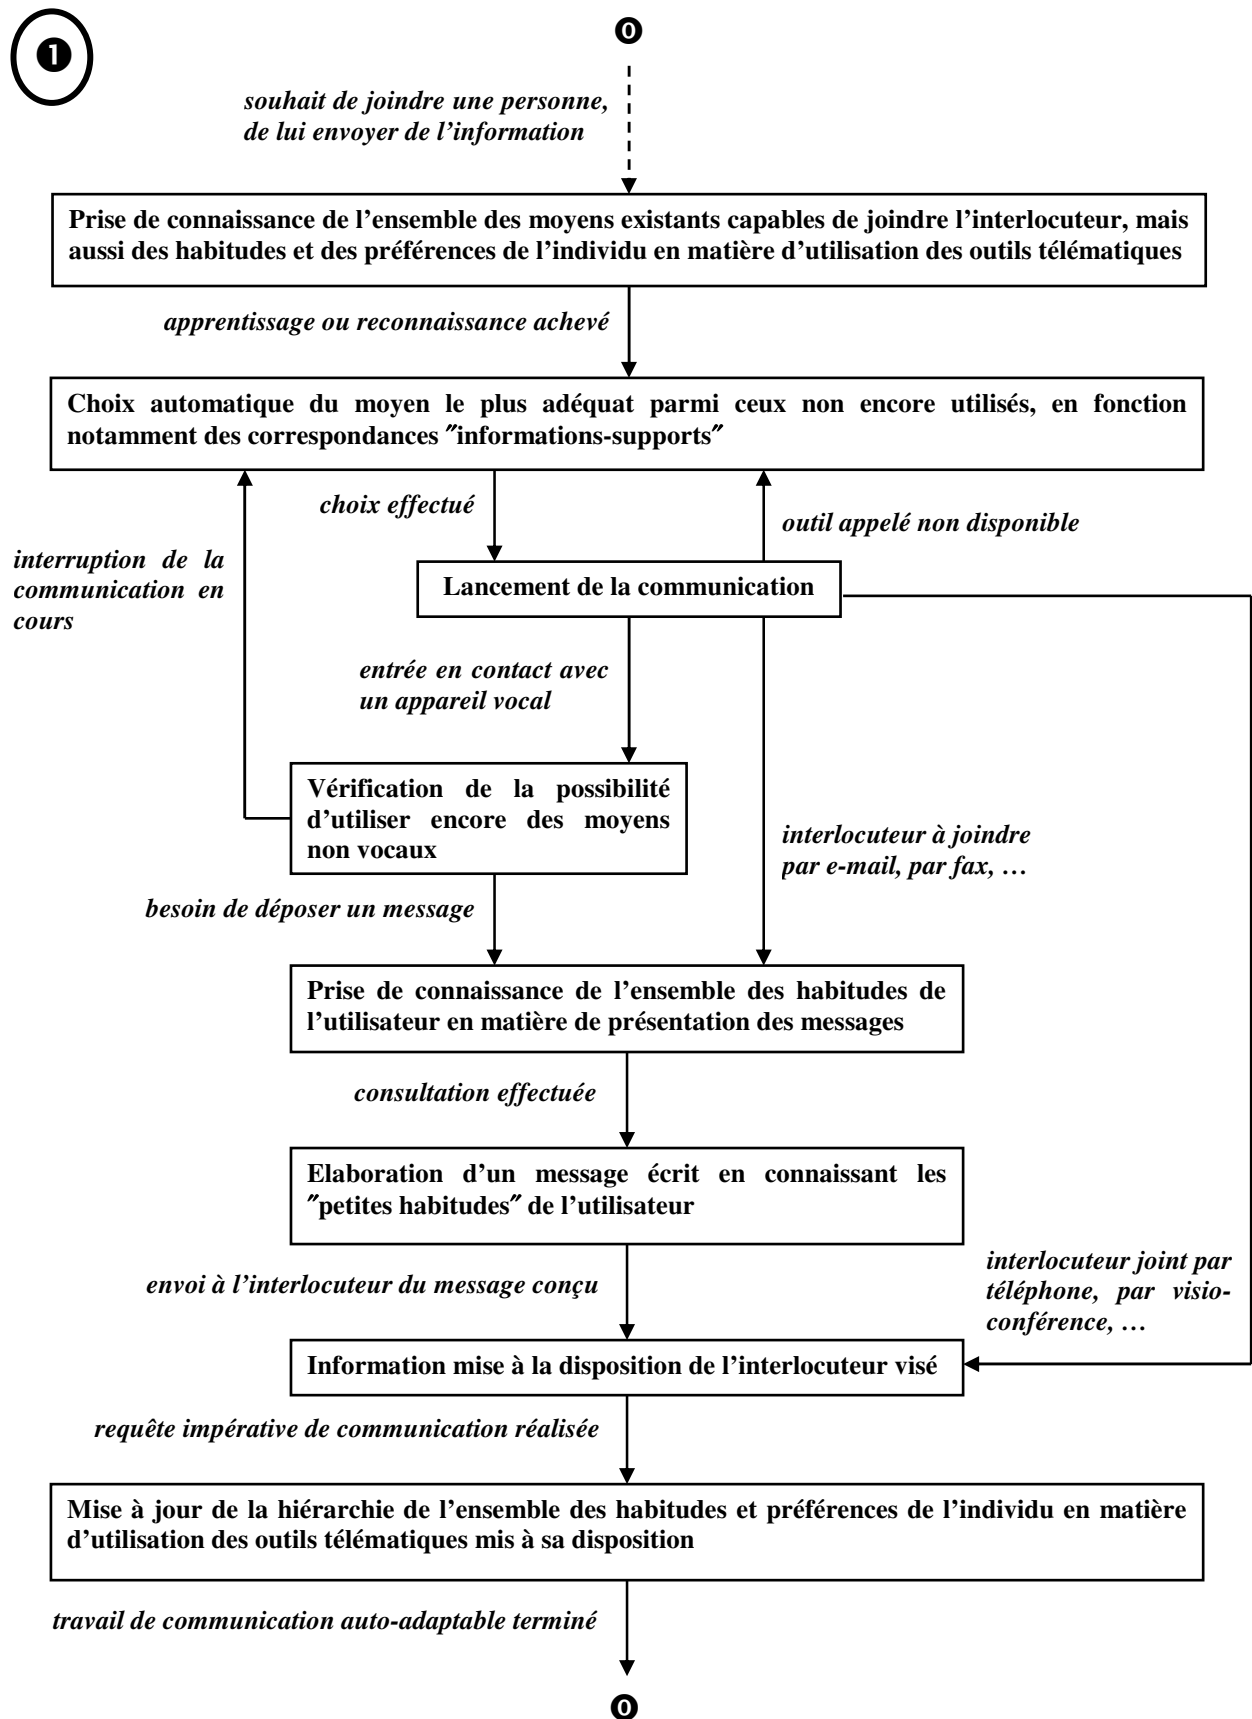 ❶
⓿
souhait de joindre une personne,
de lui envoyer de l’information
Prise de connaissance de l’ensemble des moyens existants capables de joindre l’interlocuteur, mais
aussi des habitudes et des préférences de l’individu en matière d’utilisation des outils télématiques
apprentissage ou reconnaissance achevé
Choix automatique du moyen le plus adéquat parmi ceux non encore utilisés, en fonction
notamment des correspondances ″informations-supports″
choix effectué
outil appelé non disponible
interruption de la
communication en
cours
Lancement de la communication
entrée en contact avec
un appareil vocal
Vérification de la possibilité
d’utiliser encore des moyens
non vocaux
interlocuteur à joindre
par e-mail, par fax, …
besoin de déposer un message
Prise de connaissance de l’ensemble des habitudes de
l’utilisateur en matière de présentation des messages
consultation effectuée
Elaboration d’un message écrit en connaissant les
″petites habitudes″ de l’utilisateur
envoi à l’interlocuteur du message conçu
interlocuteur joint par
téléphone, par visio-
conférence, …
Information mise à la disposition de l’interlocuteur visé
requête impérative de communication réalisée
Mise à jour de la hiérarchie de l’ensemble des habitudes et préférences de l’individu en matière
d’utilisation des outils télématiques mis à sa disposition
travail de communication auto-adaptable terminé
⓿